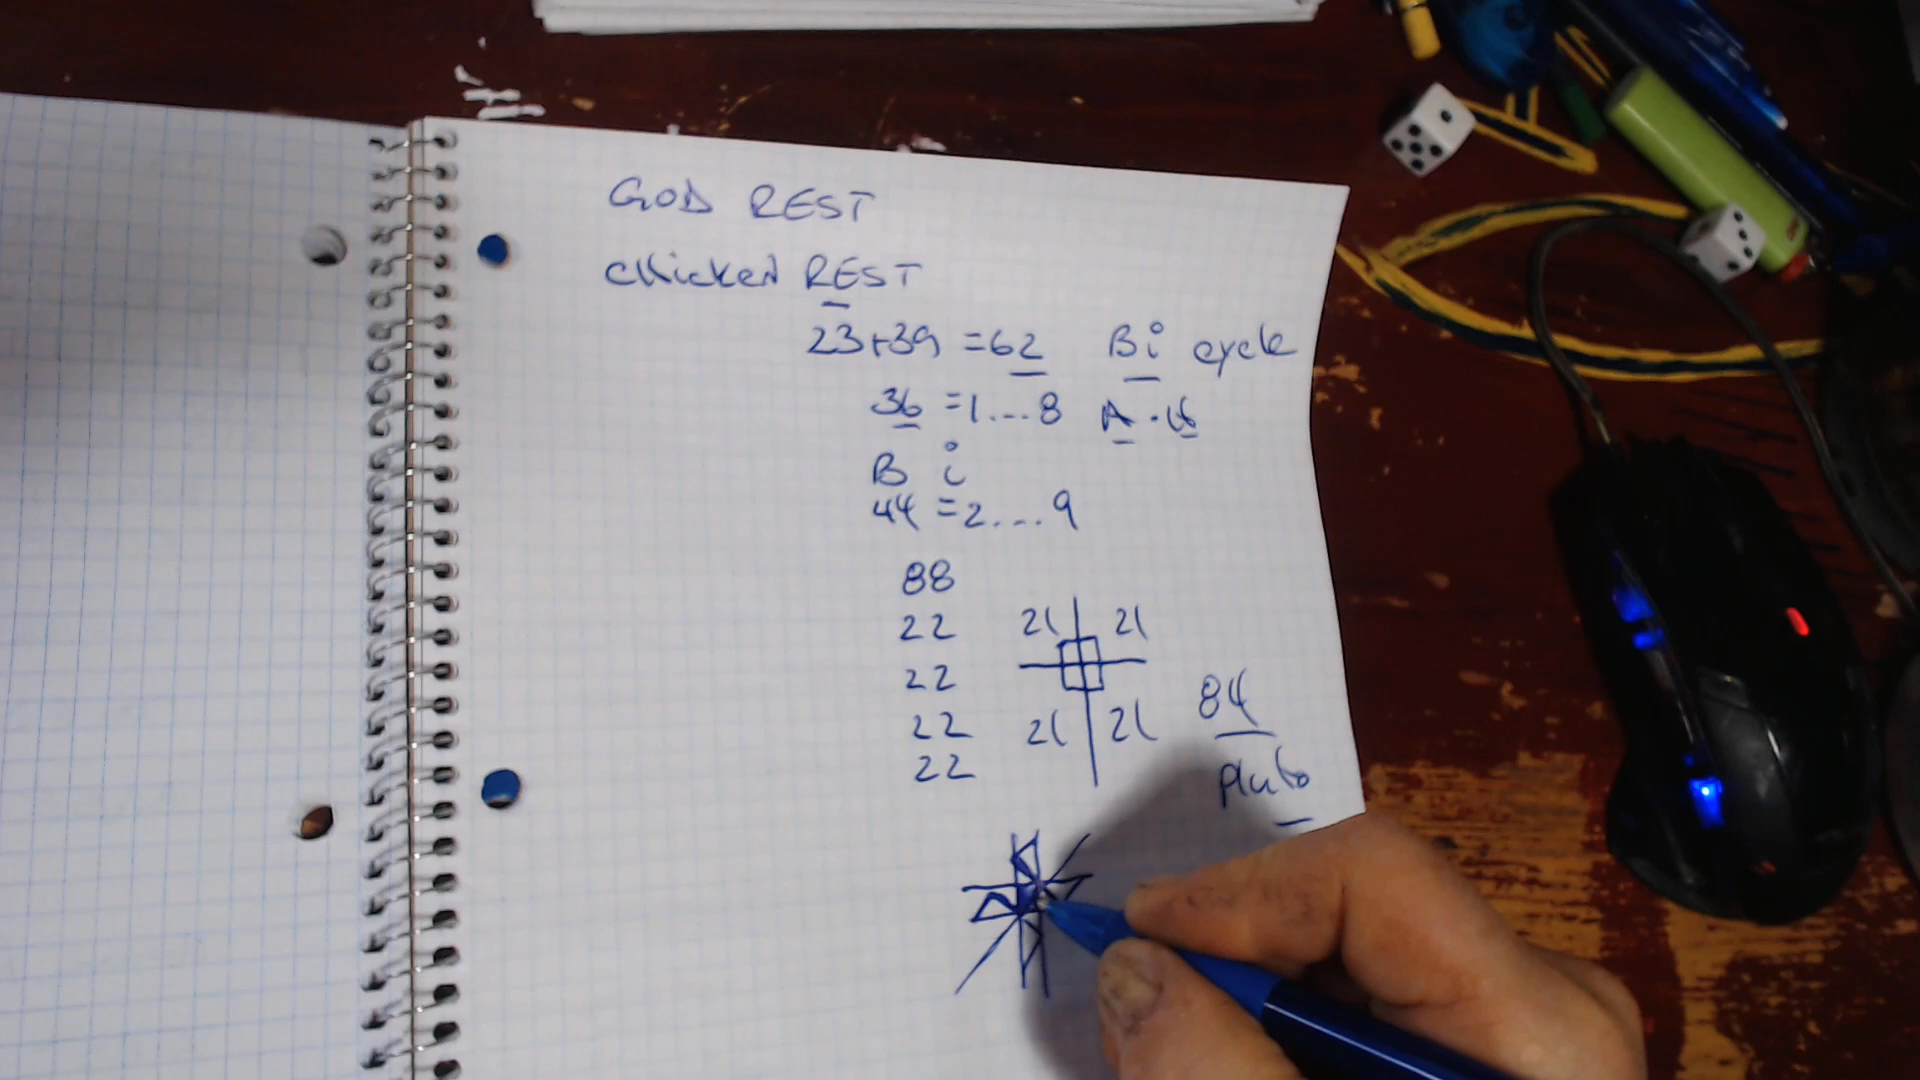 GOD REST
chicken REST
23+39 =62 Bi cycle
36 =1...8 A.
B i
44 =2....9
88
22 21 21
22
84
22 21 21
22
Pluto